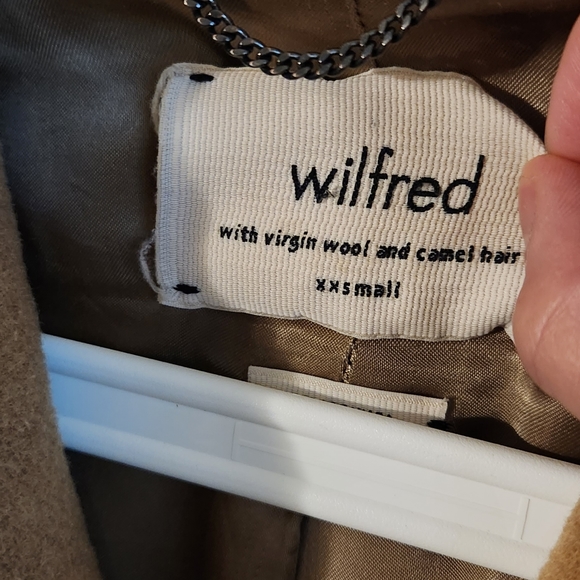 wilfred
with virgin wool and camel hair
xxsmall